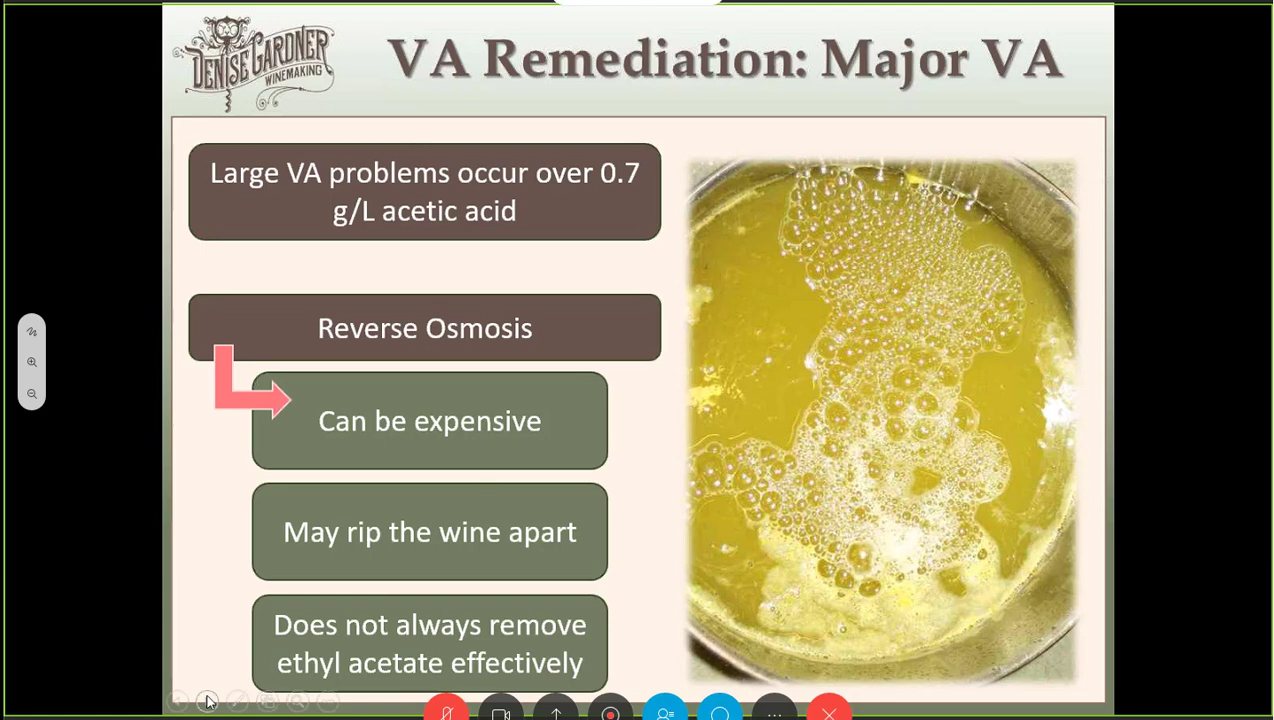 DENISE GARDNER
WINEMAKING
VA Remediation: Major VA
Large VA problems occur over 0.7
g/L acetic acid
Reverse Osmosis
Can be expensive
May rip the wine apart
Does not always remove
ethyl acetate effectively